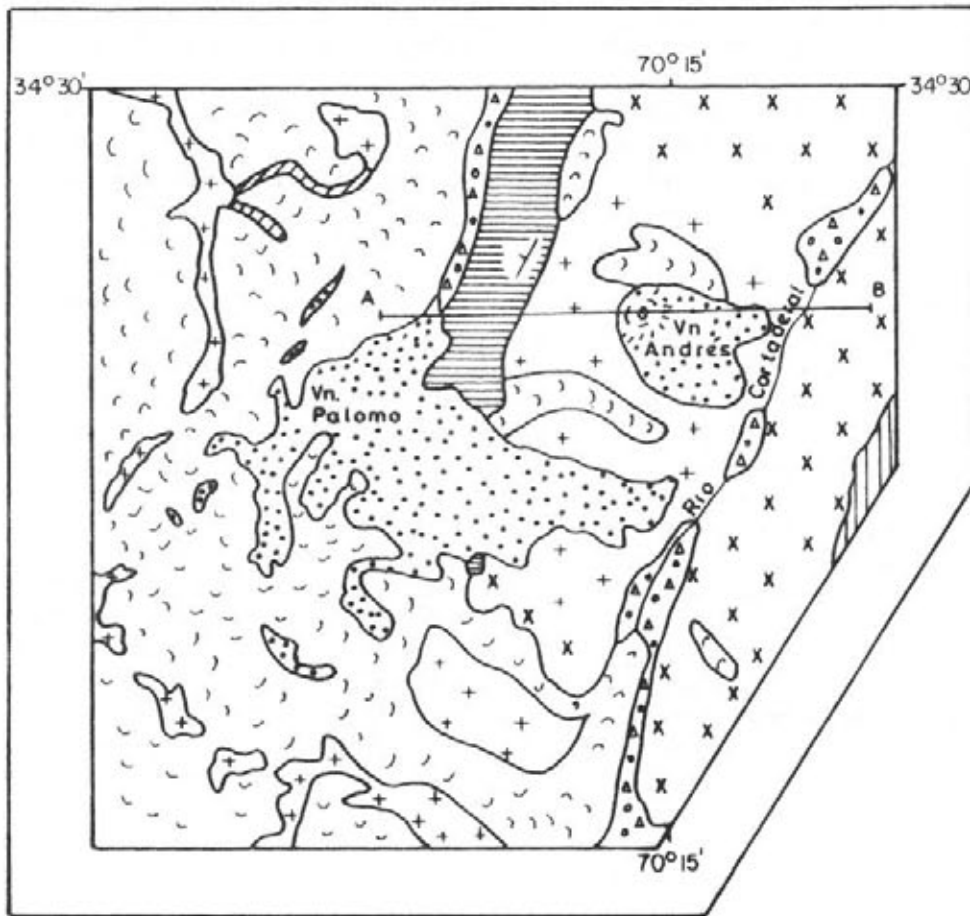 70° 15'
34° 30'
34° 30'
A
B
Vn
Andres
Rio Cortaderal
Vn.
Palomo
70° 15'